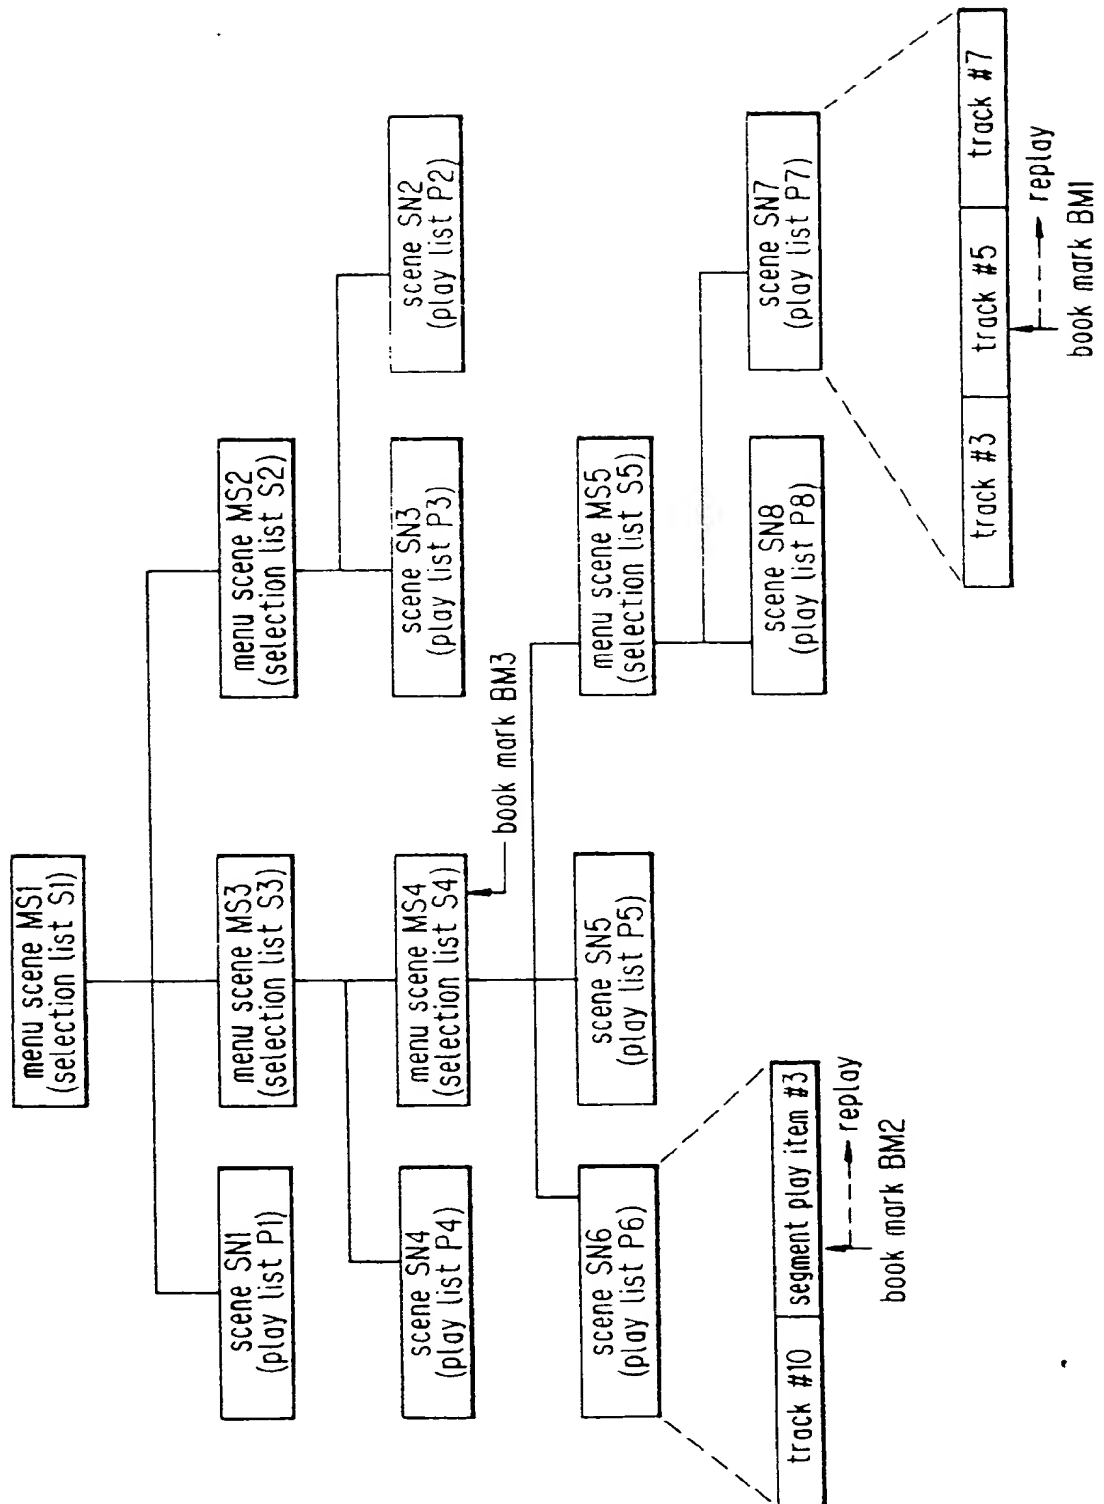 menu scene MS1
(selection list S1)
scene SN1
(play list P1)
menu scene MS3
(selection list S3)
menu scene MS2
(selection list S2)
scene SN4
(play list P4)
menu scene MS4
(selection list S4)
book mark BM3
scene SN3
(play list P3)
scene SN2
(play list P2)
scene SN6
(play list P6)
scene SN5
(play list P5)
menu scene MS5
(selection list S5)
scene SN8
(play list P8)
scene SN7
(play list P7)
track #10
segment play item #3
replay
book mark BM2
track #3
track #5
track #7
replay
book mark BM1